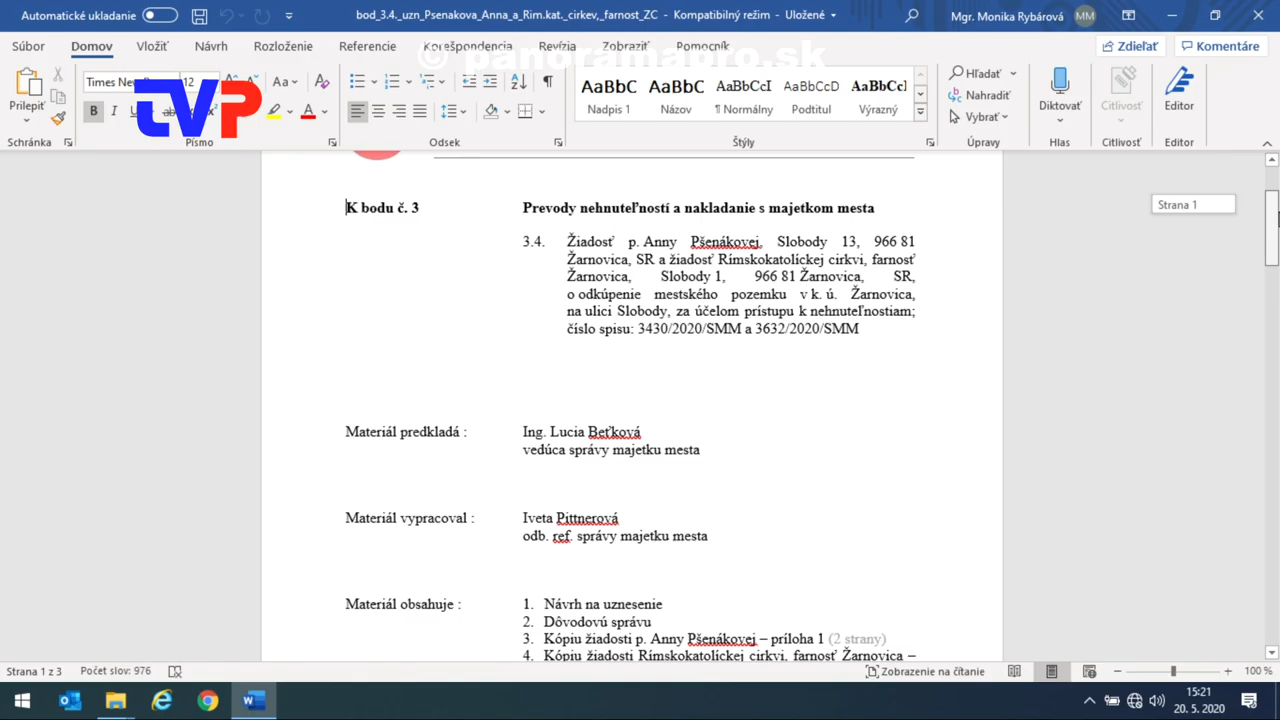 Automatické ukladanie
bod_3.4._uzn_Psenakova_Anna_a_Rim.kat._cirkev,_farnost_ZC - Kompatibilný režim - Uložené
Mgr. Monika Rybárová MM
Súbor Domov Vložiť Návrh Rozloženie Referencie Korešpondencia Revízia Zobraziť Pomocník Zdieľať Komentáre
© panoramapro.sk
tvP
Prilepiť
Times New 12
Aa
AaBbC AaBbC AaBbCcI AaBbCcD AaBbCcI
Nadpis 1 Názov ¶ Normálny Podtitul Výrazný
Hľadať
Nahradiť
Vybrať
Diktovať Citlivosť Editor
Schránka Písmo Odsek Štýly Úpravy Hlas Citlivosť Editor
K bodu č. 3 Prevody nehnuteľností a nakladanie s majetkom mesta
Strana 1
3.4. Žiadosť p. Anny Pšenákovej, Slobody 13, 966 81
Žarnovica, SR a žiadosť Rímskokatolíckej cirkvi, farnosť
Žarnovica, Slobody 1, 966 81 Žarnovica, SR,
o odkúpenie mestského pozemku v k. ú. Žarnovica,
na ulici Slobody, za účelom prístupu k nehnuteľnostiam;
číslo spisu: 3430/2020/SMM a 3632/2020/SMM
Materiál predkladá : Ing. Lucia Beťková
vedúca správy majetku mesta
Materiál vypracoval : Iveta Pittnerová
odb. ref. správy majetku mesta
Materiál obsahuje : 1. Návrh na uznesenie
2. Dôvodovú správu
3. Kópiu žiadosti p. Anny Pšenákovej – príloha 1 (2 strany)
4. Kópiu žiadosti Rímskokatolíckej cirkvi, farnosť Žarnovica –
Strana 1 z 3 Počet slov: 976 Zobrazenie na čítanie 100 %
15:21
20. 5. 2020